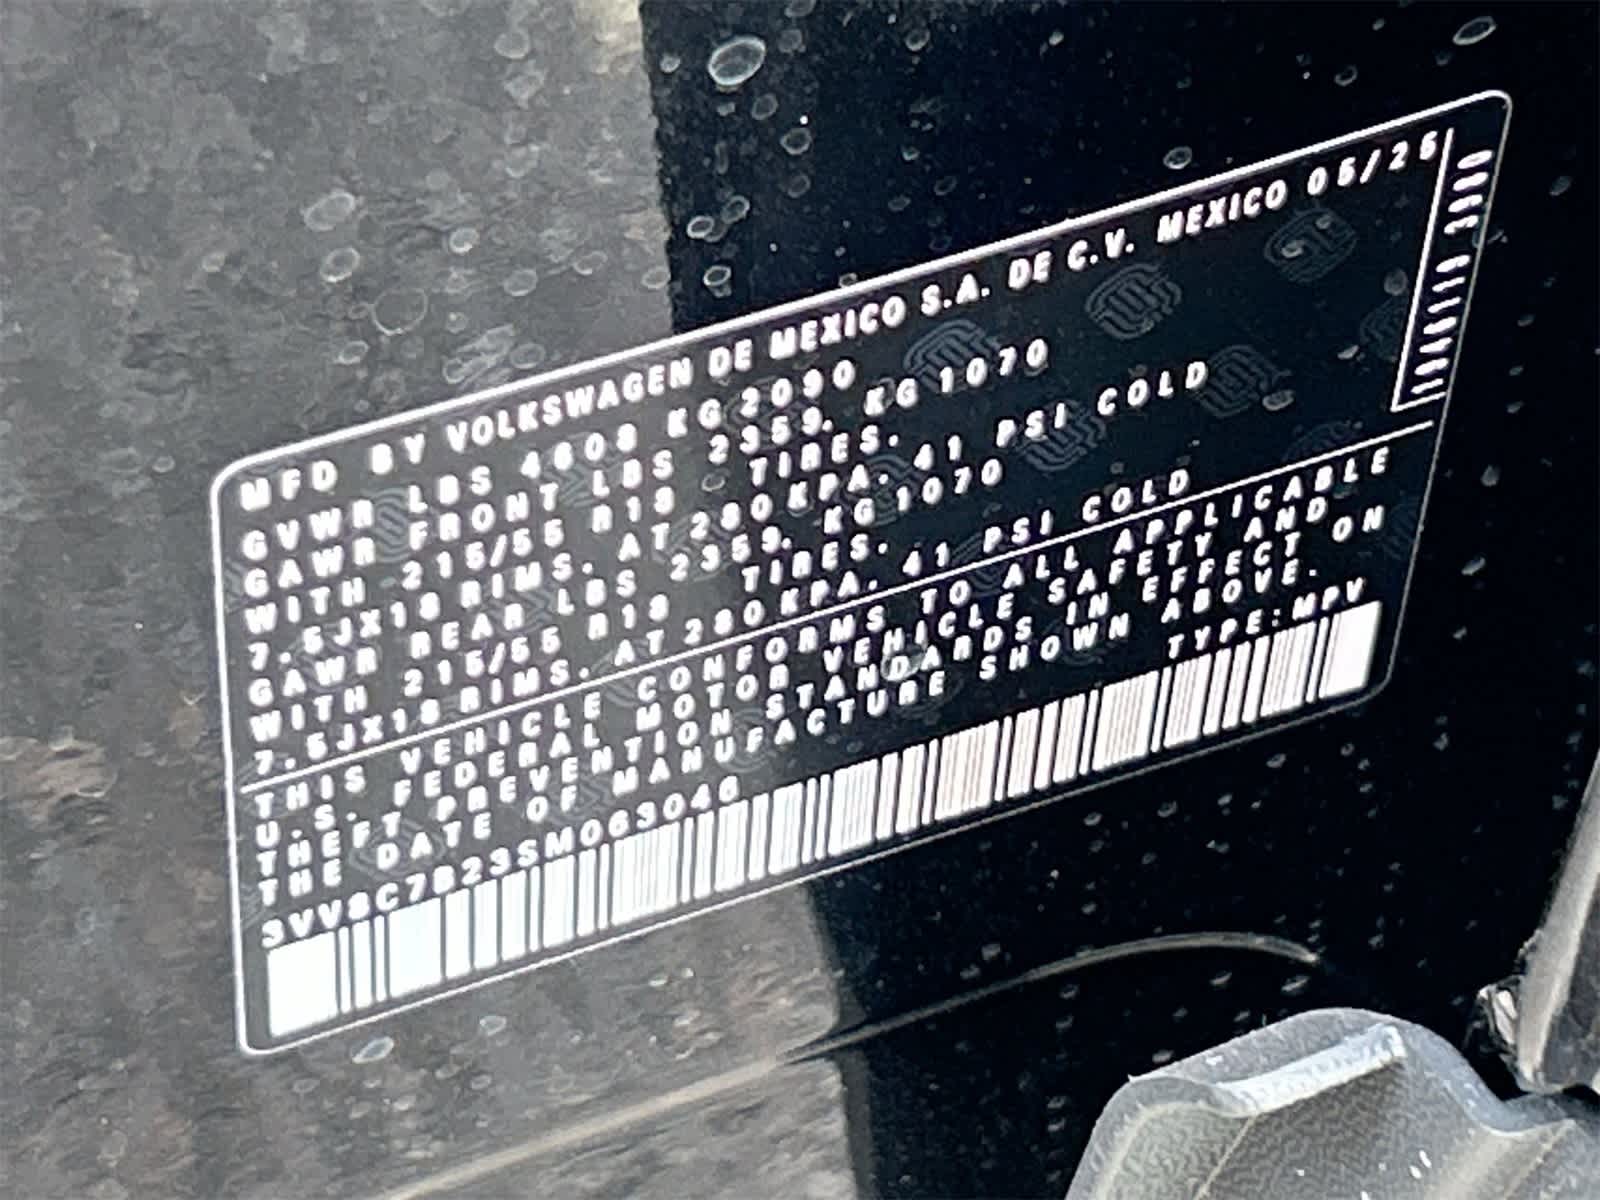 MFD BY VOLKSWAGEN DE MEXICO S.A. DE C.V. MEXICO 05/25
GVWR LBS 4608 KG 2090
GAWR FRONT LBS 2359. KG 1070
WITH 215/55 R18 TIRES.
7.5JX18 RIMS. AT 280 KPA. 41 PSI COLD
GAWR REAR LBS 2359. KG 1070
WITH 215/55 R18 TIRES.
7.5JX18 RIMS. AT 280 KPA. 41 PSI COLD
THIS VEHICLE CONFORMS TO ALL APPLICABLE
U.S. FEDERAL MOTOR VEHICLE SAFETY AND
THEFT PREVENTION STANDARDS IN EFFECT ON
THE DATE OF MANUFACTURE SHOWN ABOVE.
3VV8C7B23SM063046 TYPE:MPV